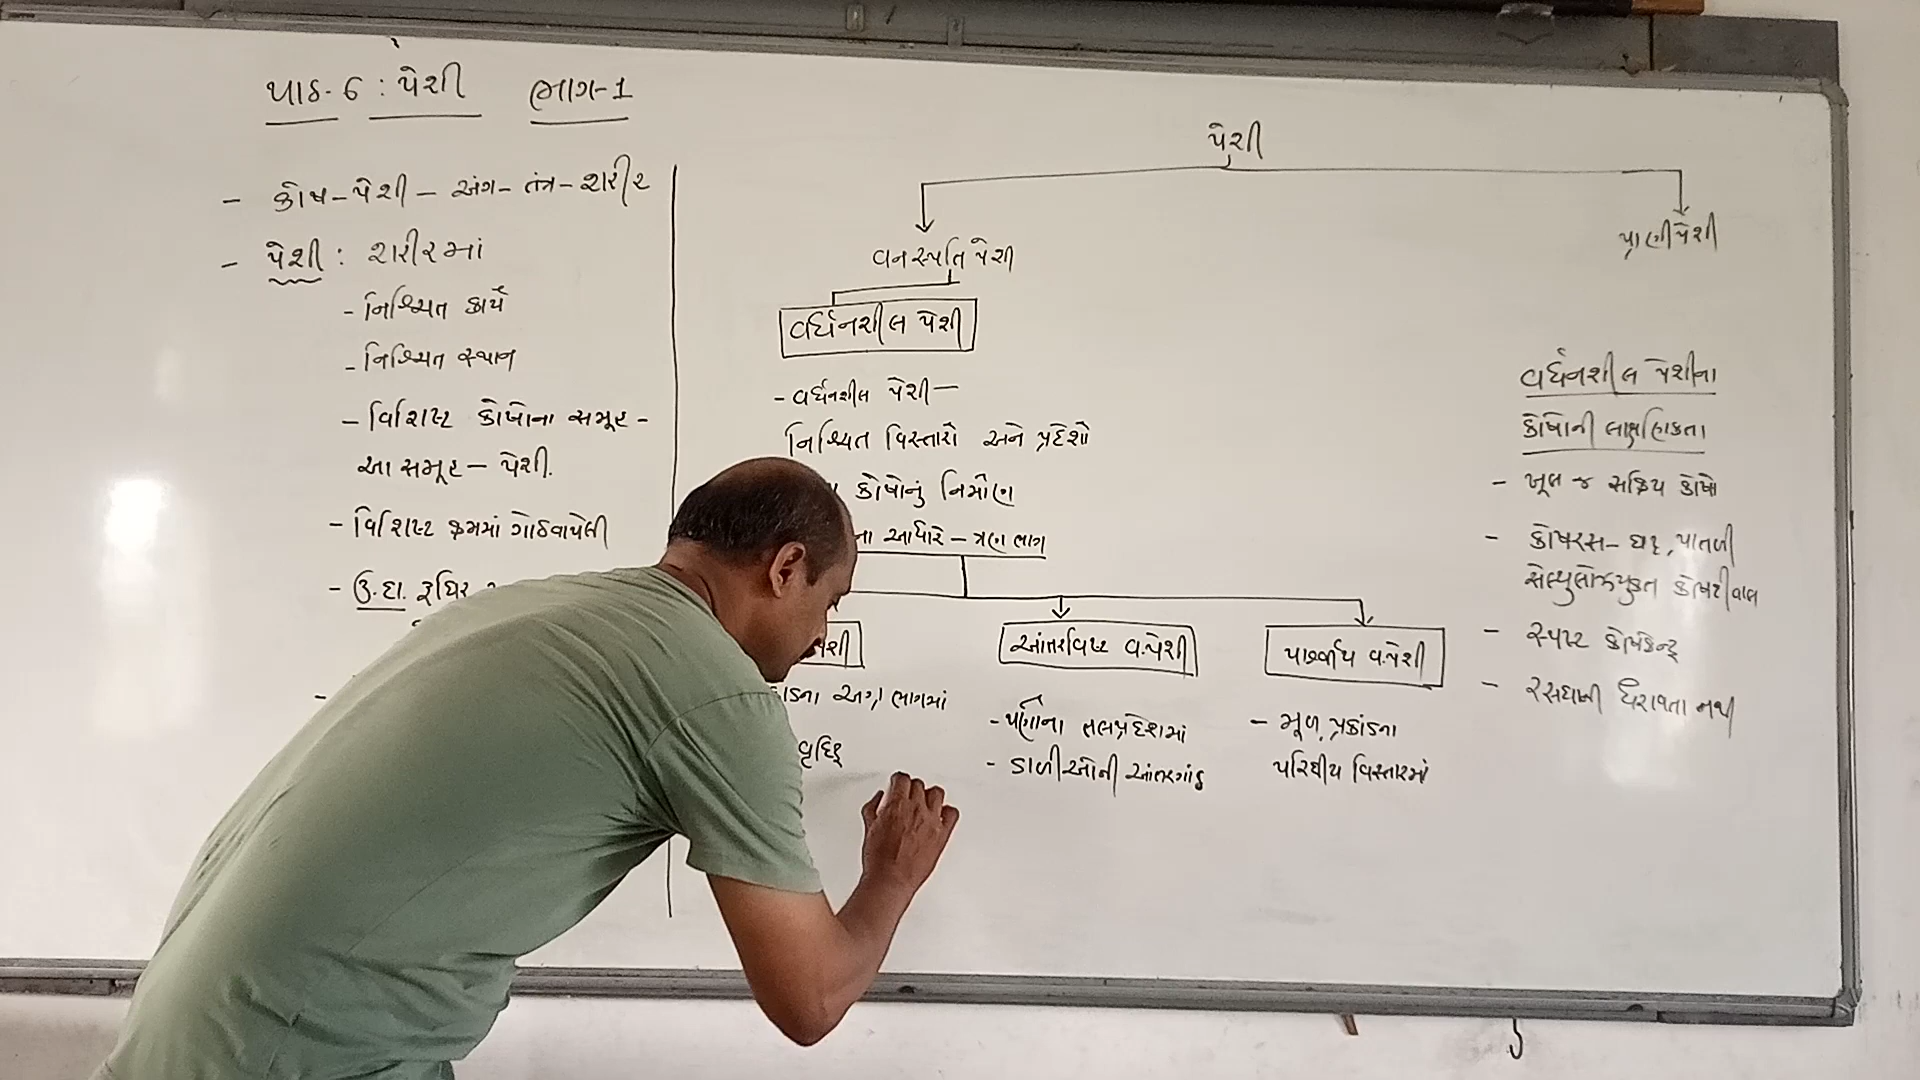 પાઠ-6 : પેશી ભાગ-1
- કોષ-પેશી - અંગ- તંત્ર- શરીર
- પેશી : શરીરમાં
- નિશ્ચિત કાર્ય
- નિશ્ચિત સ્થાન
- વિશિષ્ટ કોષોના સમૂહ -
આ સમૂહ - પેશી.
- વિશિષ્ટ ક્રમમાં ગોઠવાયેલી
- ઉ.દા. રૂધિર
પેશી
વનસ્પતિ પેશી
પ્રાણીપેશી
વર્ધનશીલ પેશી
- વર્ધનશીલ પેશી -
નિશ્ચિત વિસ્તારો અને પ્રદેશો
કોષોનું નિર્માણ
ના આધારે - ત્રણ ભાગ
પેશી
અગ્ર ભાગમાં
વૃદ્ધિ
આંતર્વિષ્ટ વ.પેશી
- પર્ણોના તલપ્રદેશમાં
- ડાળીઓની આંતરગાંઠ
પાર્શ્વીય વ.પેશી
- મૂળ, પ્રકાંડના
પરિઘીય વિસ્તારમાં
વર્ધનશીલ પેશીના
કોષોની લાક્ષણિકતા
- ખૂબ જ સક્રિય કોષો
- કોષરસ- ઘટ્ટ, પાતળી
સેલ્યુલોઝયુક્ત કોષદીવાલ
- સ્પષ્ટ કોષકેન્દ્ર
- રસધાની ધરાવતા નથી